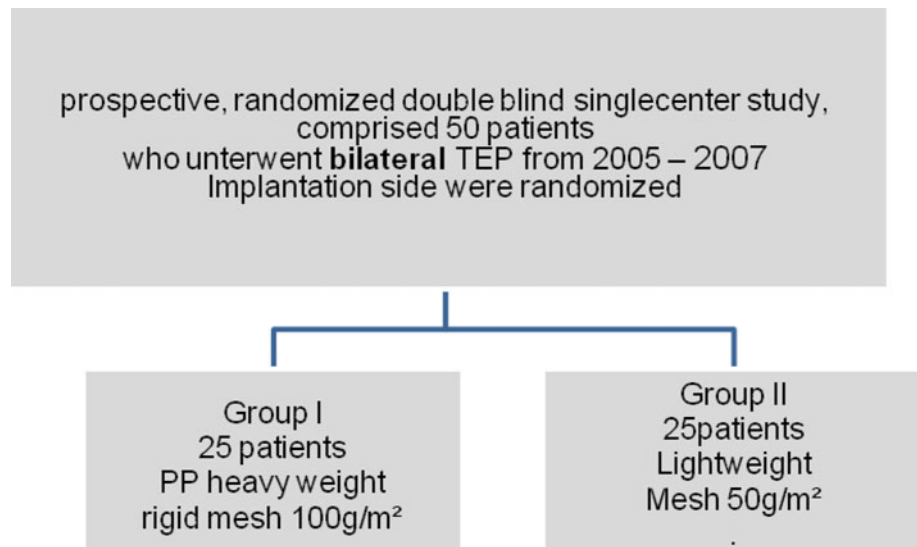 prospective, randomized double blind singlecenter study,
comprised 50 patients
who unterwent bilateral TEP from 2005 – 2007
Implantation side were randomized
Group I
25 patients
PP heavy weight
rigid mesh 100g/m²
Group II
25patients
Lightweight
Mesh 50g/m²
.